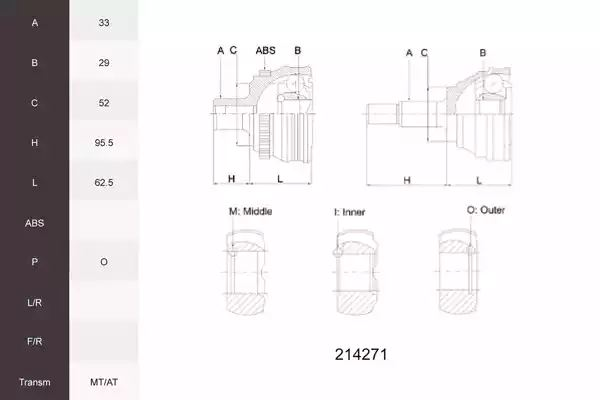 A 33
B 29
C 52
H 95.5
L 62.5
ABS
P O
L/R
F/R
Transm MT/AT
A C ABS B
H L
A C B
H L
M: Middle
I: Inner
O: Outer
214271